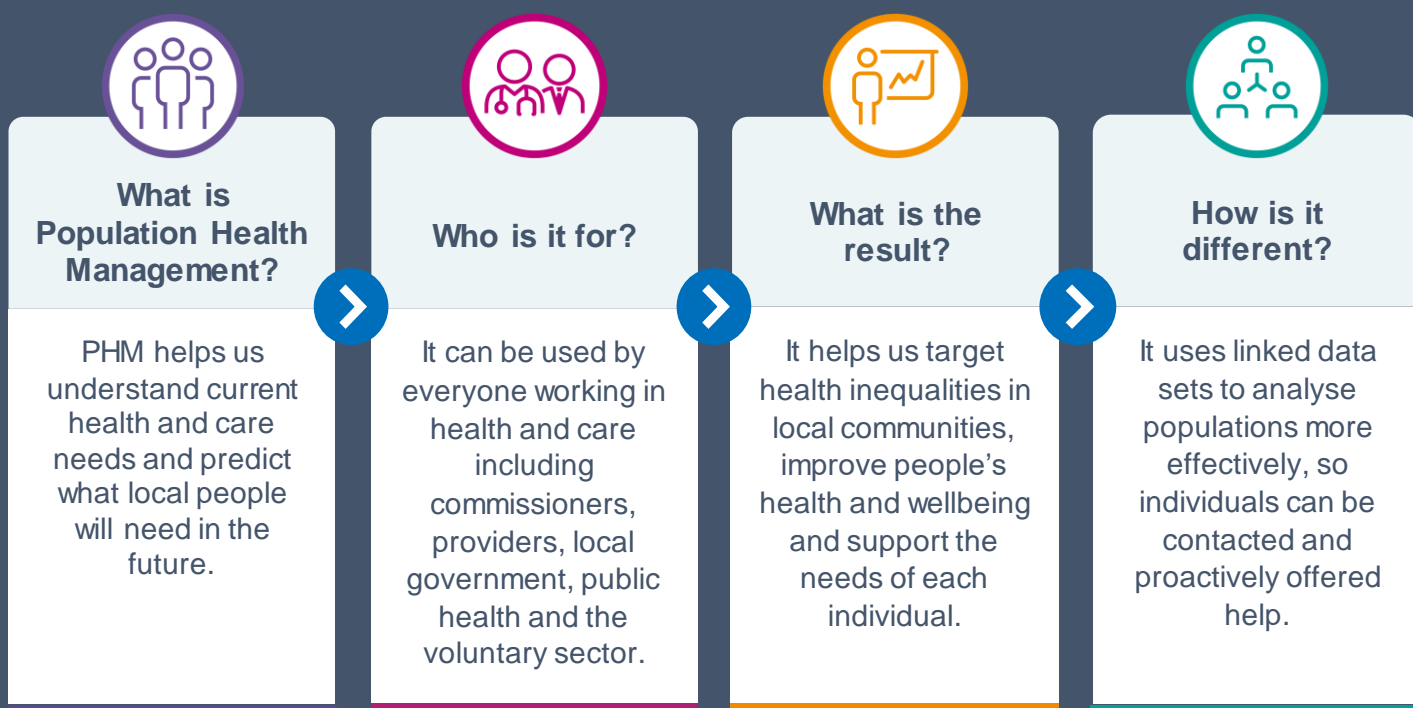 What is
Population Health
Management?
PHM helps us
understand current
health and care
needs and predict
what local people
will need in the
future.
Who is it for?
It can be used by
everyone working in
health and care
including
commissioners,
providers, local
government, public
health and the
voluntary sector.
What is the
result?
It helps us target
health inequalities in
local communities,
improve people's
health and wellbeing
and support the
needs of each
individual.
How is it
different?
It uses linked data
sets to analyse
populations more
effectively, so
individuals can be
contacted and
proactively offered
help.